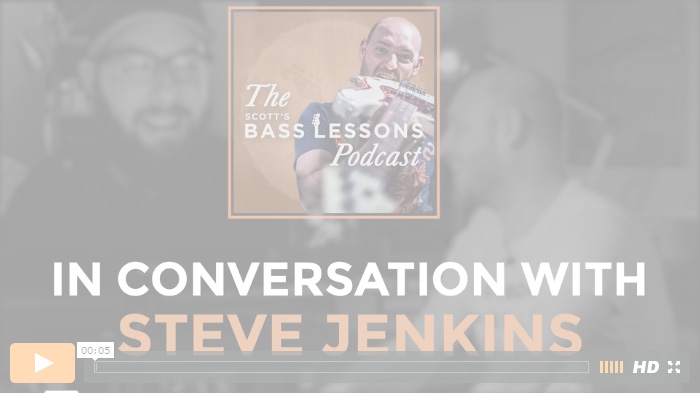 The
SCOTT'S
BASS LESSONS
Podcast
IN CONVERSATION WITH
STEVE JENKINS
00:05
HD